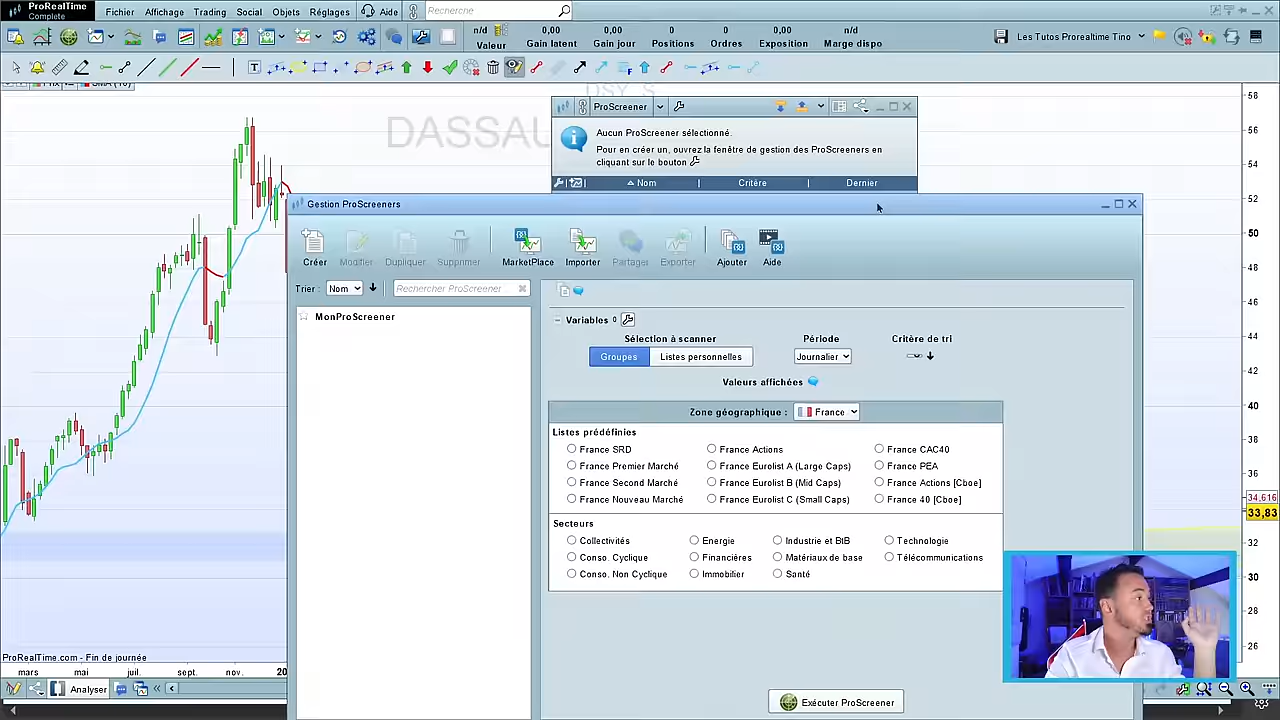 ProRealTime
Complete
Fichier Affichage Trading Social Objets Réglages Aide
Recherche
n/d
Valeur
0,00
Gain latent
0,00
Gain jour
0
Positions
0
Ordres
0,00
Exposition
n/d
Marge dispo
Les Tutos Prorealtime Tino
DSY_S
DASSAU
ProScreener
Aucun ProScreener sélectionné.
Pour en créer un, ouvrez la fenêtre de gestion des ProScreeners en
cliquant sur le bouton
Nom Critère Dernier
Gestion ProScreeners
Créer Modifier Dupliquer Supprimer MarketPlace Importer Partager Exporter Ajouter Aide
Trier : Nom
Rechercher ProScreener
MonProScreener
Variables 0
Sélection à scanner Période Critère de tri
Groupes Listes personnelles Journalier
Valeurs affichées
Zone géographique : France
Listes prédéfinies
France SRD France Actions France CAC40
France Premier Marché France Eurolist A (Large Caps) France PEA
France Second Marché France Eurolist B (Mid Caps) France Actions [Cboe]
France Nouveau Marché France Eurolist C (Small Caps) France 40 [Cboe]
Secteurs
Collectivités Energie Industrie et BtB Technologie
Conso. Cyclique Financières Matériaux de base Télécommunications
Conso. Non Cyclique Immobilier Santé
Exécuter ProScreener
58
56
54
52
50
48
46
44
42
40
38
36
34,616
33,83
32
30
28
26
ProRealTime.com - Fin de journée
mars mai juil. sept. nov. 20
Analyser